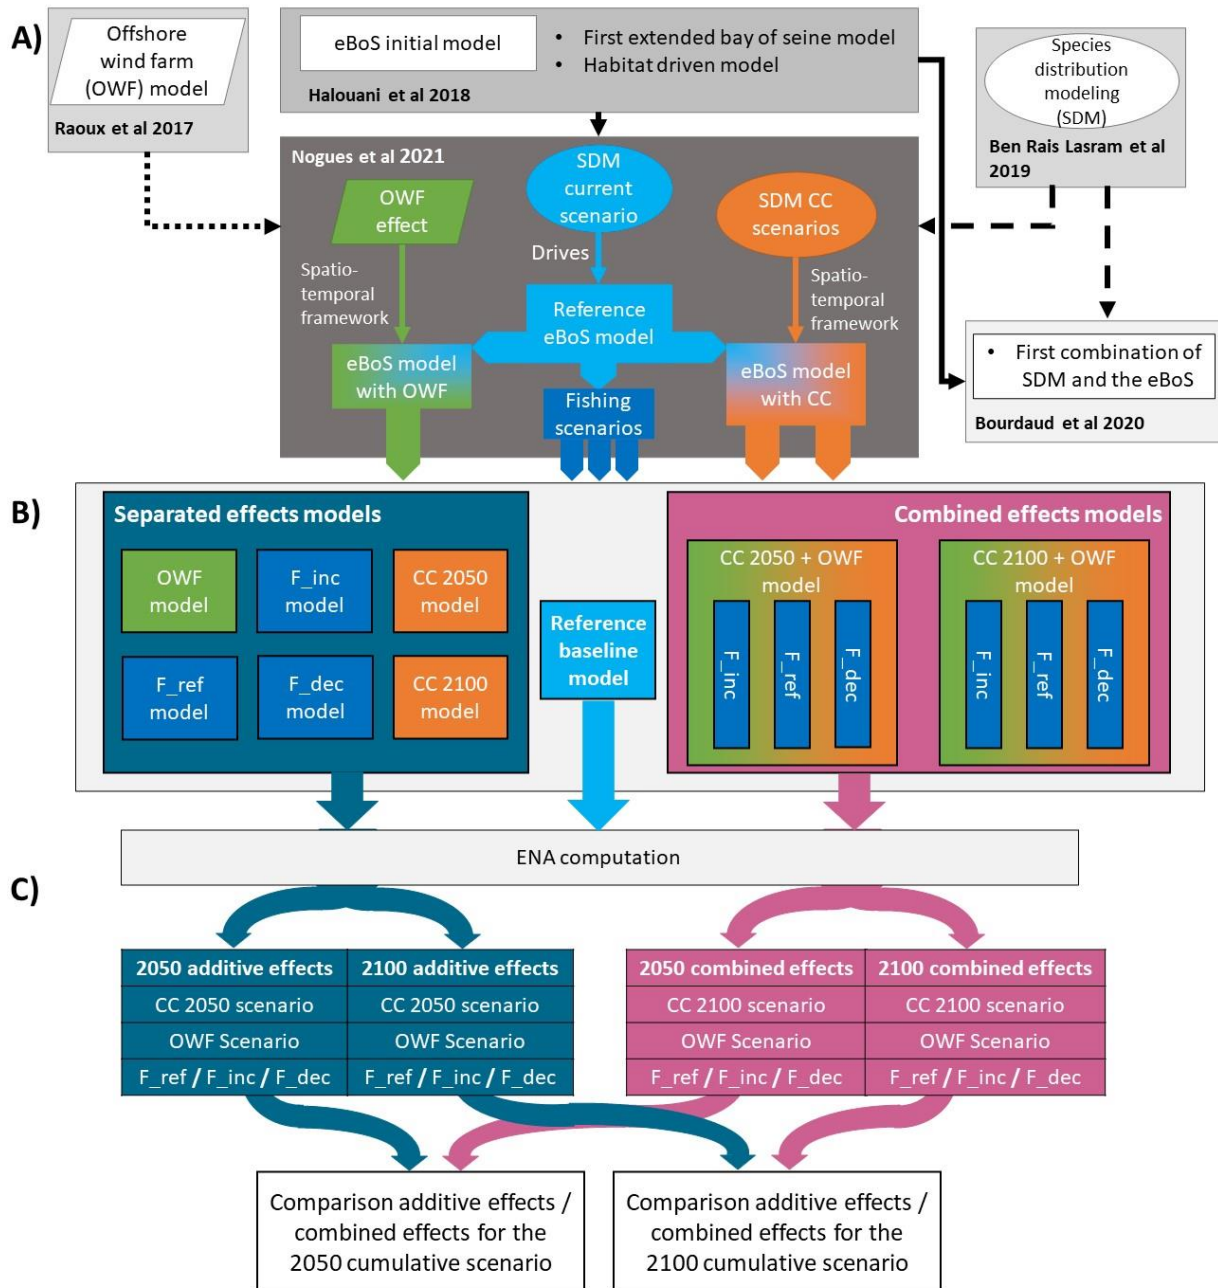 A)
Offshore
wind farm
(OWF) model
Raoux et al 2017
eBoS initial model
• First extended bay of seine model
• Habitat driven model
Halouani et al 2018
Species
distribution
modeling
(SDM)
Ben Rais Lasram et al
2019
Nogues et al 2021
OWF
effect
SDM
current
scenario
SDM CC
scenarios
Spatio-
temporal
framework
Drives
Spatio-
temporal
framework
Reference
eBoS model
eBoS model
with OWF
Fishing
scenarios
eBoS model
with CC
• First combination of
SDM and the eBoS
Bourdaud et al 2020
B)
Separated effects models
OWF
model
F_inc
model
CC 2050
model
F_ref
model
F_dec
model
CC 2100
model
Reference
baseline
model
Combined effects models
CC 2050 + OWF
model
F_inc
F_ref
F_dec
CC 2100 + OWF
model
F_inc
F_ref
F_dec
ENA computation
C)
2050 additive effects
CC 2050 scenario
OWF Scenario
F_ref / F_inc / F_dec
2100 additive effects
CC 2050 scenario
OWF Scenario
F_ref / F_inc / F_dec
2050 combined effects
CC 2100 scenario
OWF Scenario
F_ref / F_inc / F_dec
2100 combined effects
CC 2100 scenario
OWF Scenario
F_ref / F_inc / F_dec
Comparison additive effects /
combined effects for the
2050 cumulative scenario
Comparison additive effects /
combined effects for the
2100 cumulative scenario